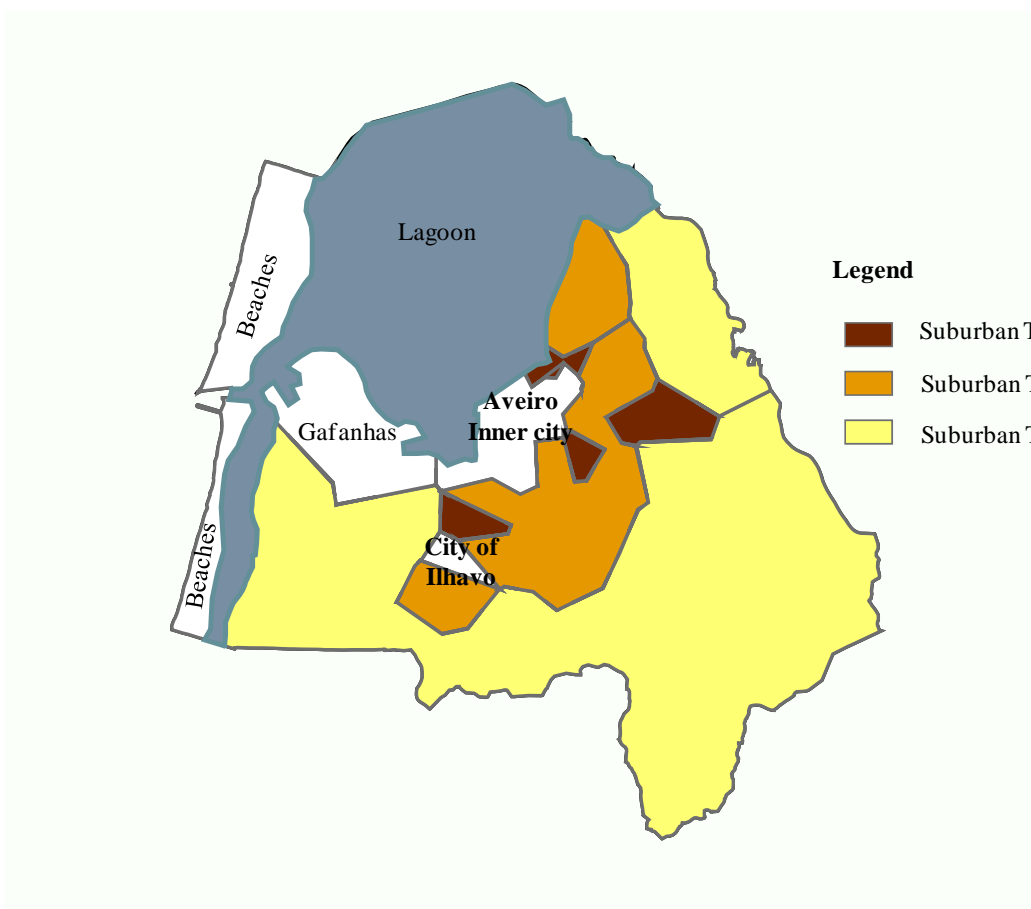 Lagoon
Beaches
Legend
Suburban T
Suburban T
Suburban T
Aveiro
Inner city
Gafanhas
Beaches
City of
Ilhavo